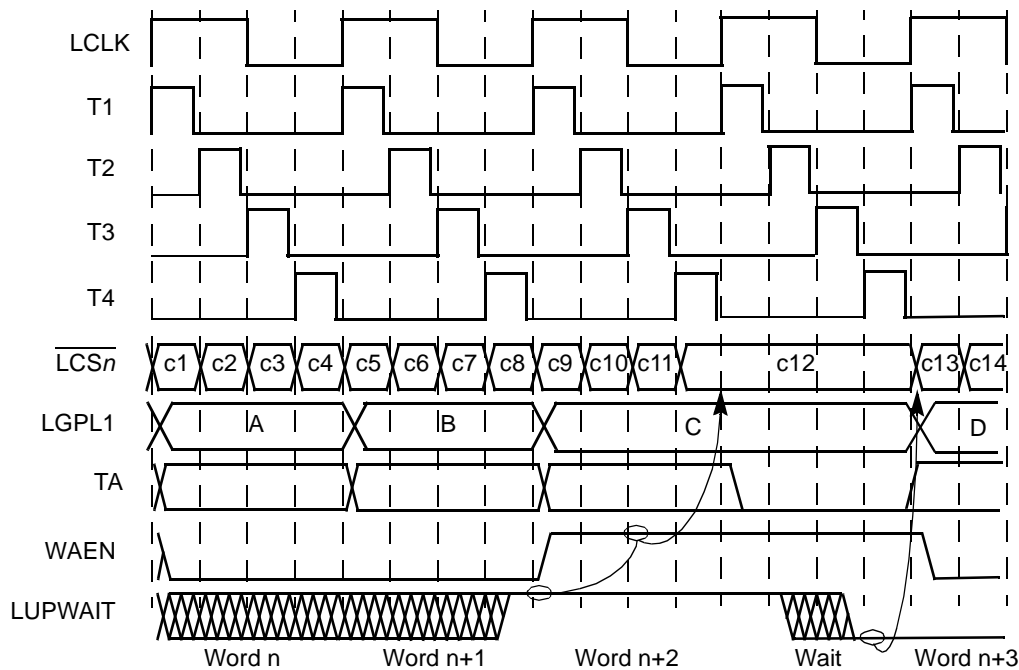 LCLK
T1
T2
T3
T4
LCSn c1 c2 c3 c4 c5 c6 c7 c8 c9 c10 c11 c12 c13 c14
LGPL1 A B C D
TA
WAEN
LUPWAIT
Word n Word n+1 Word n+2 Wait Word n+3